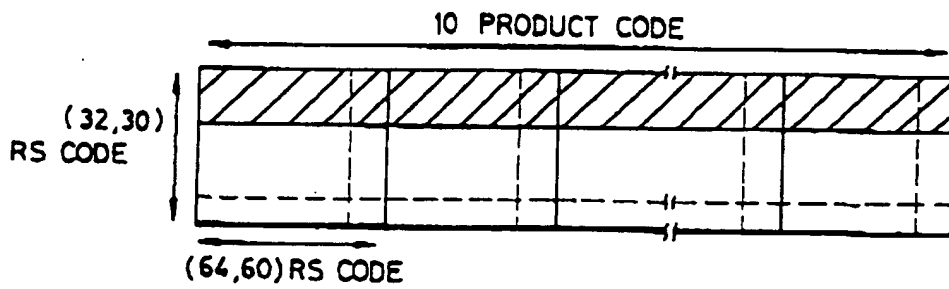 10 PRODUCT CODE
(32,30)
RS CODE
(64,60) RS CODE